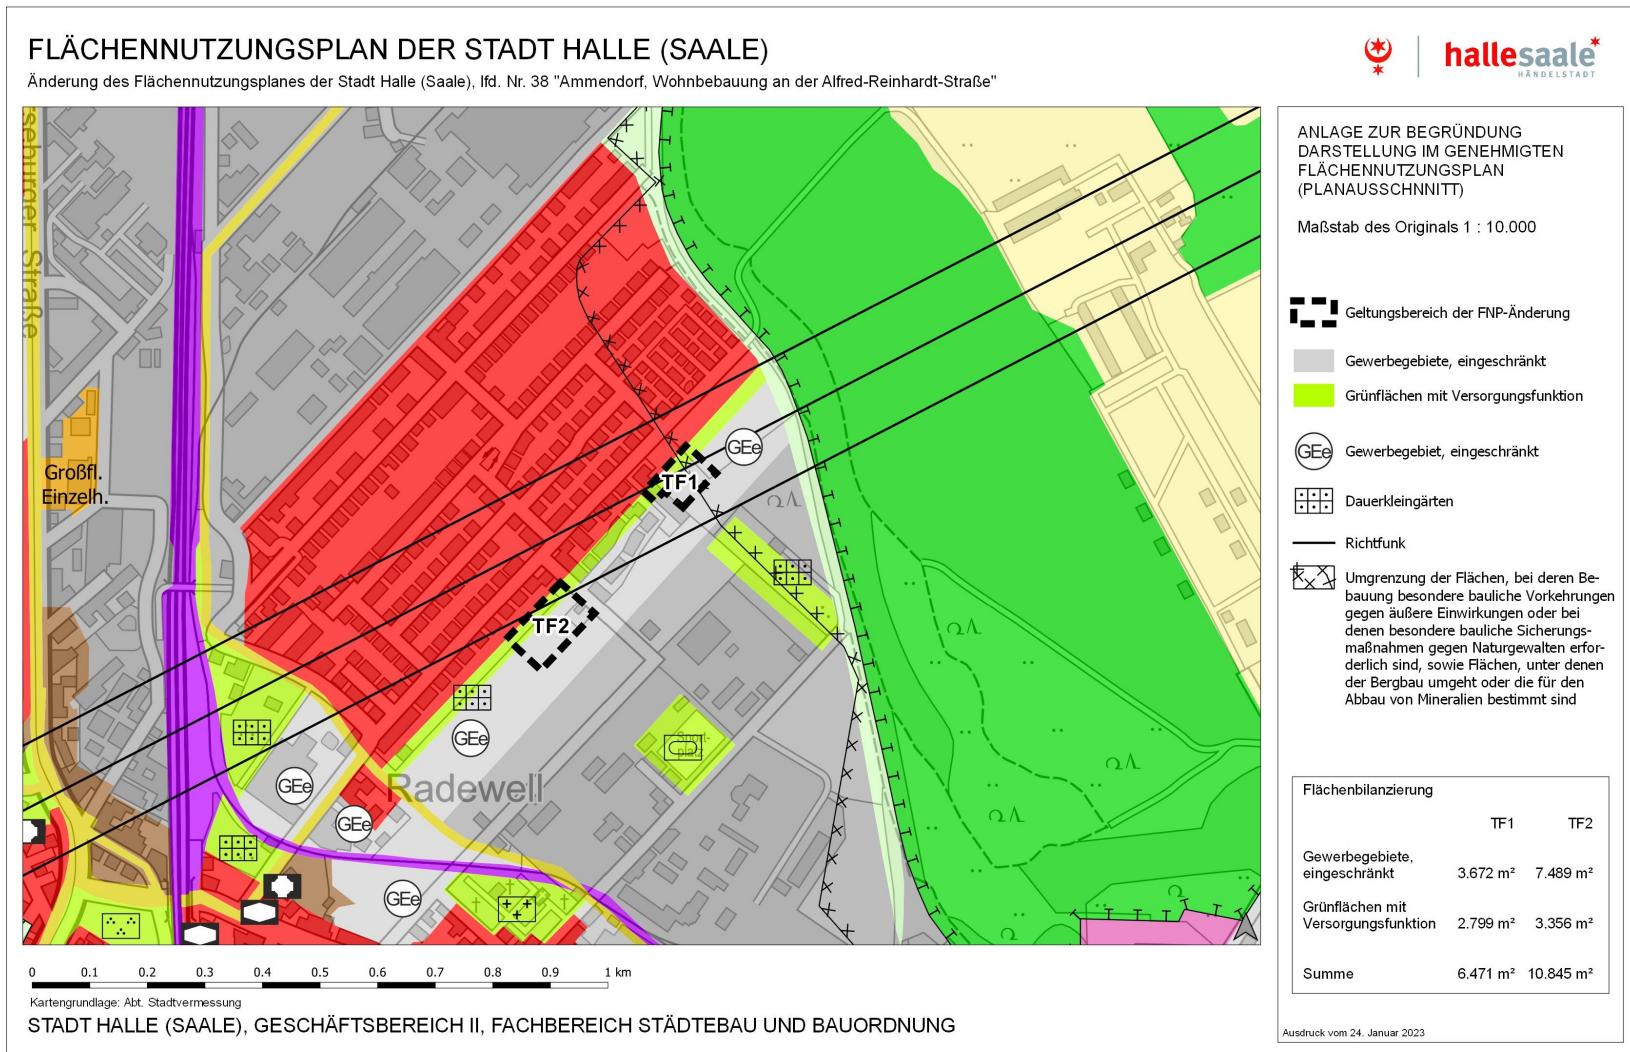 FLÄCHENNUTZUNGSPLAN DER STADT HALLE (SAALE)
Änderung des Flächennutzungsplanes der Stadt Halle (Saale), lfd. Nr. 38 "Ammendorf, Wohnbebauung an der Alfred-Reinhardt-Straße"
hallesaale
HÄNDELSTADT
seburger Straße
Großfl.
Einzelh.
GEe
TF1
TF2
GEe
GEe
GEe
GEe
Radewell
Sport-
platz
ANLAGE ZUR BEGRÜNDUNG
DARSTELLUNG IM GENEHMIGTEN
FLÄCHENNUTZUNGSPLAN
(PLANAUSSCHNNITT)
Maßstab des Originals 1 : 10.000
Geltungsbereich der FNP-Änderung
Gewerbegebiete, eingeschränkt
Grünflächen mit Versorgungsfunktion
GEe Gewerbegebiet, eingeschränkt
Dauerkleingärten
Richtfunk
Umgrenzung der Flächen, bei deren Be-
bauung besondere bauliche Vorkehrungen
gegen äußere Einwirkungen oder bei
denen besondere bauliche Sicherungs-
maßnahmen gegen Naturgewalten erfor-
derlich sind, sowie Flächen, unter denen
der Bergbau umgeht oder die für den
Abbau von Mineralien bestimmt sind
Flächenbilanzierung
TF1 TF2
Gewerbegebiete,
eingeschränkt 3.672 m² 7.489 m²
Grünflächen mit
Versorgungsfunktion 2.799 m² 3.356 m²
Summe 6.471 m² 10.845 m²
Ausdruck vom 24. Januar 2023
0 0.1 0.2 0.3 0.4 0.5 0.6 0.7 0.8 0.9 1 km
Kartengrundlage: Abt. Stadtvermessung
STADT HALLE (SAALE), GESCHÄFTSBEREICH II, FACHBEREICH STÄDTEBAU UND BAUORDNUNG